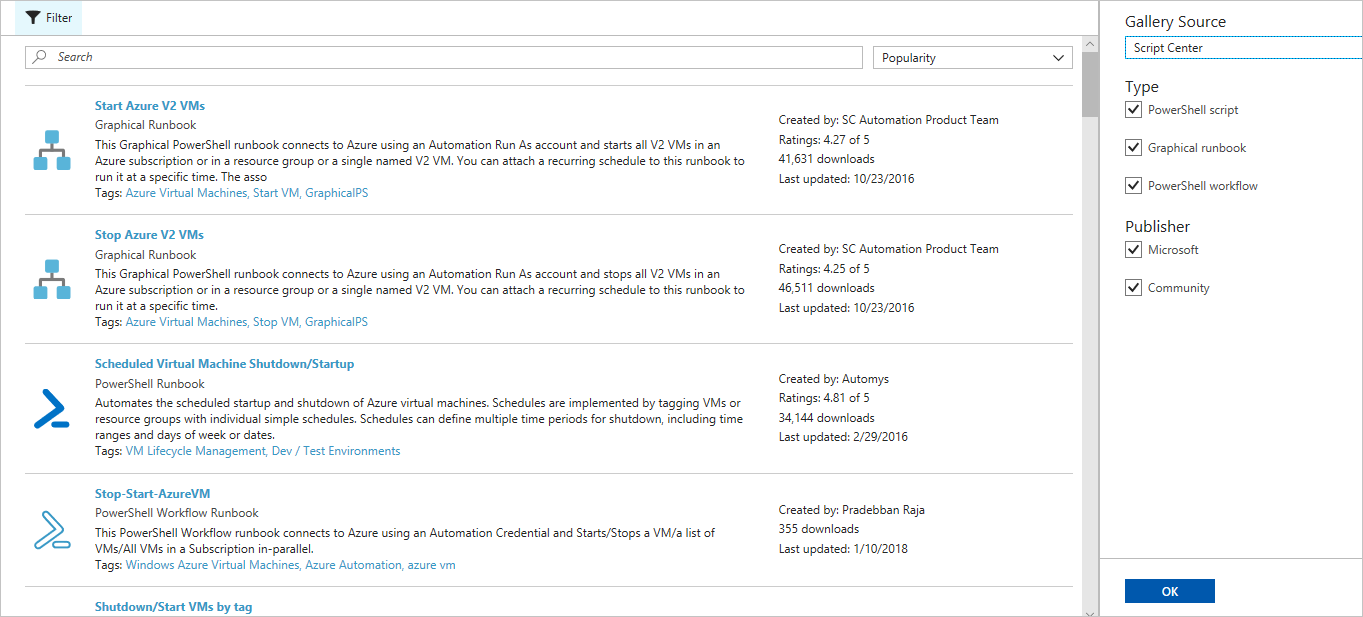 Filter
Search
Popularity
Start Azure V2 VMs
Graphical Runbook
This Graphical PowerShell runbook connects to Azure using an Automation Run As account and starts all V2 VMs in an
Azure subscription or in a resource group or a single named V2 VM. You can attach a recurring schedule to this runbook to
run it at a specific time. The asso
Tags: Azure Virtual Machines, Start VM, GraphicalPS
Created by: SC Automation Product Team
Ratings: 4.27 of 5
41,631 downloads
Last updated: 10/23/2016
Stop Azure V2 VMs
Graphical Runbook
This Graphical PowerShell runbook connects to Azure using an Automation Run As account and stops all V2 VMs in an
Azure subscription or in a resource group or a single named V2 VM. You can attach a recurring schedule to this runbook to
run it at a specific time.
Tags: Azure Virtual Machines, Stop VM, GraphicalPS
Created by: SC Automation Product Team
Ratings: 4.25 of 5
46,511 downloads
Last updated: 10/23/2016
Scheduled Virtual Machine Shutdown/Startup
PowerShell Runbook
Automates the scheduled startup and shutdown of Azure virtual machines. Schedules are implemented by tagging VMs or
resource groups with individual simple schedules. Schedules can define multiple time periods for shutdown, including time
ranges and days of week or dates.
Tags: VM Lifecycle Management, Dev / Test Environments
Created by: Automys
Ratings: 4.81 of 5
34,144 downloads
Last updated: 2/29/2016
Stop-Start-AzureVM
PowerShell Workflow Runbook
This PowerShell Workflow runbook connects to Azure using an Automation Credential and Starts/Stops a VM/a list of
VMs/All VMs in a Subscription in-parallel.
Tags: Windows Azure Virtual Machines, Azure Automation, azure vm
Created by: Pradebban Raja
355 downloads
Last updated: 1/10/2018
Shutdown/Start VMs by tag
Gallery Source
Script Center
Type
PowerShell script
Graphical runbook
PowerShell workflow
Publisher
Microsoft
Community
OK